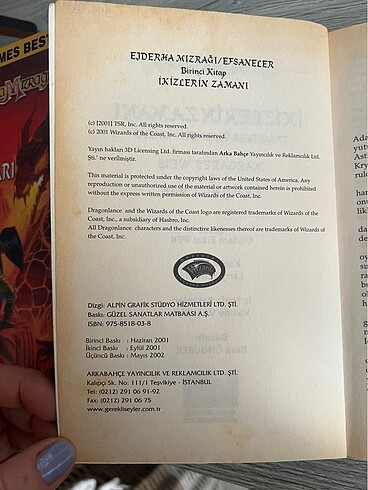 MES BES
EJDERHA MIZRAĞI/EFSANELER
Birinci Kitap
İKİZLERİN ZAMANI
(c) [2001] TSR, Inc. All rights reserved.
(c) 2001 Wizards of the Coast, Inc. All rights reserved.
Yayın hakları 3D Licensing Ltd. firması taralından Arka Bahçe Yayıncılık ve Reklamcılık Ltd.
Şti.' ne verilmiştir.
This material is protected under the copyright laws of the United States of America. Any
reproduction or unauthorized use of the material or artwork contained herein is prohibited
without the express written permission of Wizards of the Coast, Inc.
Dragonlance and the Wizards of the Coast logo are registered trademarks of Wizards of the
Coast, Inc., a subsidiary of Hasbro, Inc.
All Dragonlance characters and the distinctive likenesses thereof are trademarks of Wizards of
the Coast, Inc.
Dizgi: ALPİN GRAFİK STÜDYO HİZMETLERİ LTD. ŞTİ.
Baskı: GÜZEL SANATLAR MATBAASI A.Ş.
ISBN: 975-8518-03-8
Birinci Baskı : Haziran 2001
İkinci Baskı : Eylül 2001
Üçüncü Baskı : Mayıs 2002
ARKABAHÇE YAYINCILIK VE REKLAMCILIK LTD. ŞTİ.
Kalıpçı Sk. No: 111/1 Teşvikiye - İSTANBUL
Tel: (0212) 291 06 91-92
Fax: (0212) 291 06 75
www.gerekliseyler.com.tr